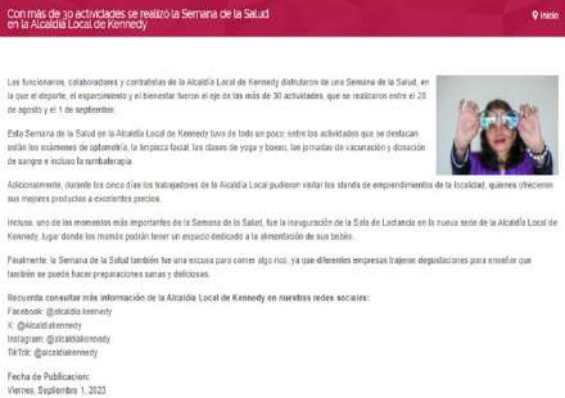 Con más de 30 actividades se realizó la Semana de la Salud
en la Alcaldía Local de Kennedy
Inicio
Los funcionarios, colaboradores y contratistas de la Alcaldía Local de Kennedy disfrutaron de una Semana de la Salud, en
la que el deporte, el esparcimiento y el bienestar fueron el eje de las más de 30 actividades, que se realizaron entre el 28
de agosto y el 1 de septiembre.
Esta Semana de la Salud en la Alcaldía Local de Kennedy tuvo de todo un poco; entre las actividades que se destacan
están los exámenes de optometría, la limpieza facial, las clases de yoga y boxeo, las jornadas de vacunación y donación
de sangre e incluso la rumbaterapia.
Adicionalmente, durante los cinco días los trabajadores de la Alcaldía Local pudieron visitar los stands de emprendimientos de la localidad, quienes ofrecieron
sus mejores productos a excelentes precios.
Incluso, uno de los momentos más importantes de la Semana de la Salud, fue la inauguración de la Sala de Lactancia en la nueva sede de la Alcaldía Local de
Kennedy, lugar donde las mamás podrán tener un espacio dedicado a la alimentación de sus bebés.
Finalmente, la Semana de la Salud también fue una excusa para comer algo rico, ya que diferentes empresas trajeron degustaciones para enseñar que
también se puede hacer preparaciones sanas y deliciosas.
Recuerda consultar más información de la Alcaldía Local de Kennedy en nuestras redes sociales:
Facebook: @alcaldia.kennedy
X: @Alcaldiakennedy
Instagram: @alcaldiakennedy
TikTok: @alcaldiakennedy
Fecha de Publicacion:
Viernes, Septiembre 1, 2023